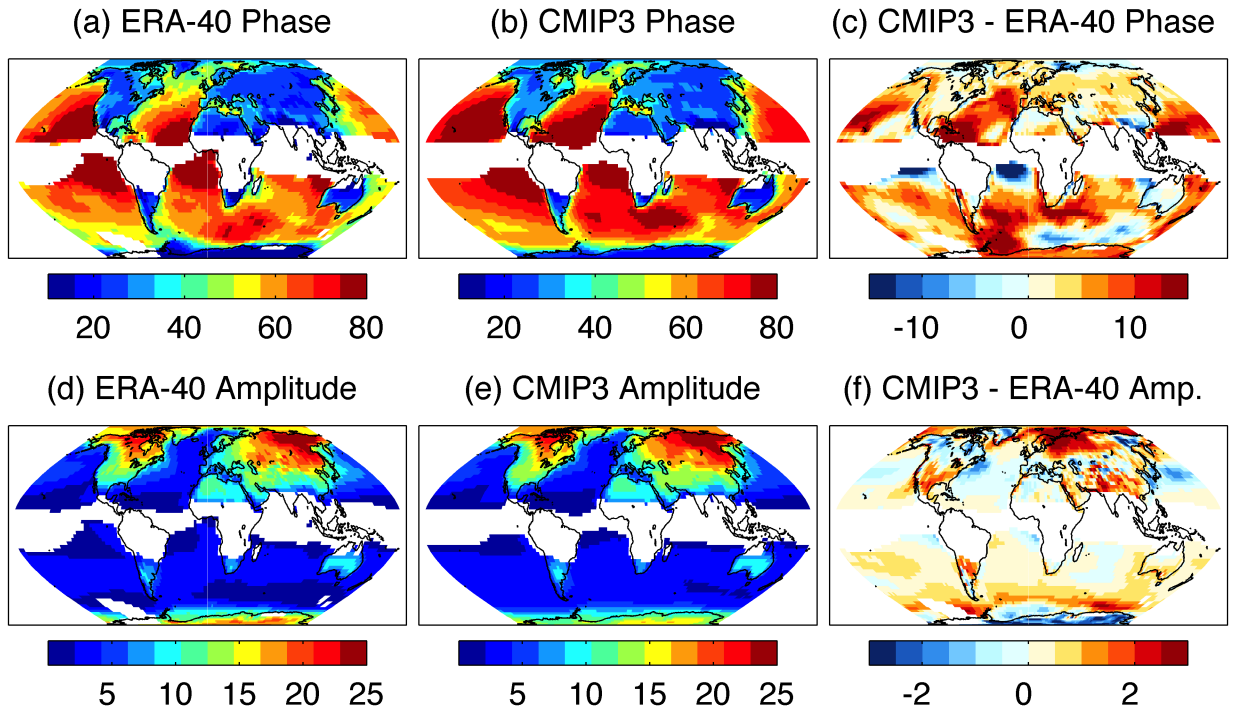 (a) ERA-40 Phase
(b) CMIP3 Phase
(c) CMIP3 - ERA-40 Phase
20 40 60 80
20 40 60 80
-10 0 10
(d) ERA-40 Amplitude
(e) CMIP3 Amplitude
(f) CMIP3 - ERA-40 Amp.
5 10 15 20 25
5 10 15 20 25
-2 0 2